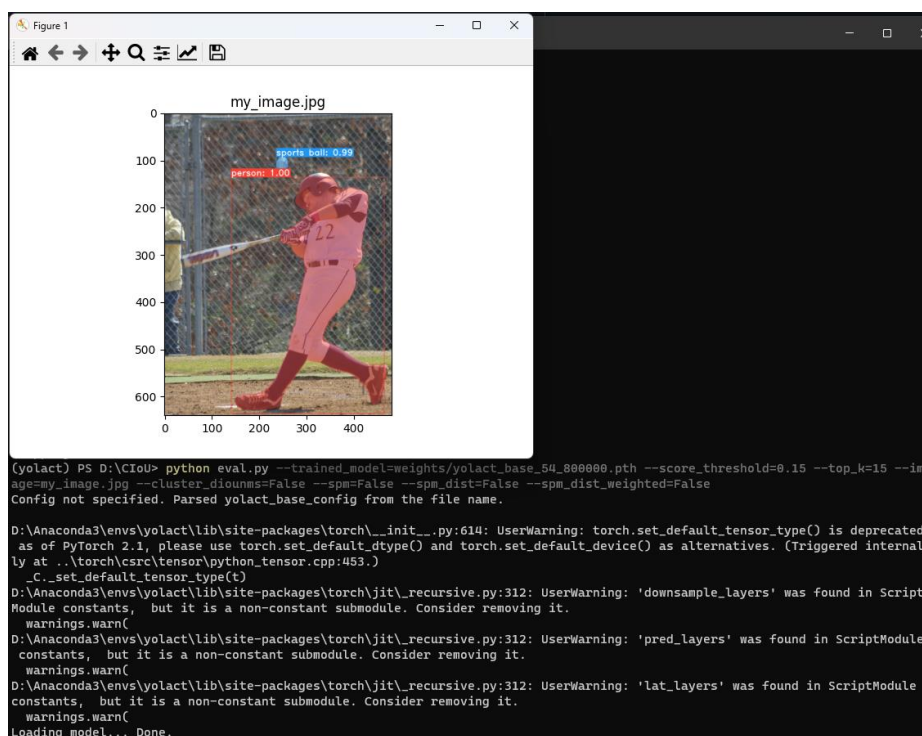 Figure 1
my_image.jpg
0
100
sports ball: 0.99
person: 1.00
200
22
300
400
500
600
0 100 200 300 400
(yolact) PS D:\CIoU> python eval.py --trained_model=weights/yolact_base_54_800000.pth --score_threshold=0.15 --top_k=15 --im
age=my_image.jpg --cluster_diounms=False --spm=False --spm_dist=False --spm_dist_weighted=False
Config not specified. Parsed yolact_base_config from the file name.
D:\Anaconda3\envs\yolact\lib\site-packages\torch\__init__.py:614: UserWarning: torch.set_default_tensor_type() is deprecated
as of PyTorch 2.1, please use torch.set_default_dtype() and torch.set_default_device() as alternatives. (Triggered internal
ly at ..\torch\csrc\tensor\python_tensor.cpp:453.)
_C._set_default_tensor_type(t)
D:\Anaconda3\envs\yolact\lib\site-packages\torch\jit\_recursive.py:312: UserWarning: 'downsample_layers' was found in Script
Module constants,  but it is a non-constant submodule. Consider removing it.
warnings.warn(
D:\Anaconda3\envs\yolact\lib\site-packages\torch\jit\_recursive.py:312: UserWarning: 'pred_layers' was found in ScriptModule
constants,  but it is a non-constant submodule. Consider removing it.
warnings.warn(
D:\Anaconda3\envs\yolact\lib\site-packages\torch\jit\_recursive.py:312: UserWarning: 'lat_layers' was found in ScriptModule
constants,  but it is a non-constant submodule. Consider removing it.
warnings.warn(
Loading model... Done.